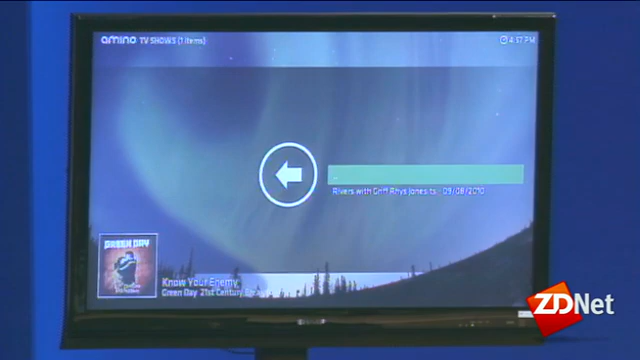 amino TV SHOWS (1 items)
4:37 PM
..
Rivers with Griff Rhys Jones.ts 09/08/2010
GREEN DAY
Know Your Enemy
Green Day 21st Century
ZDNet